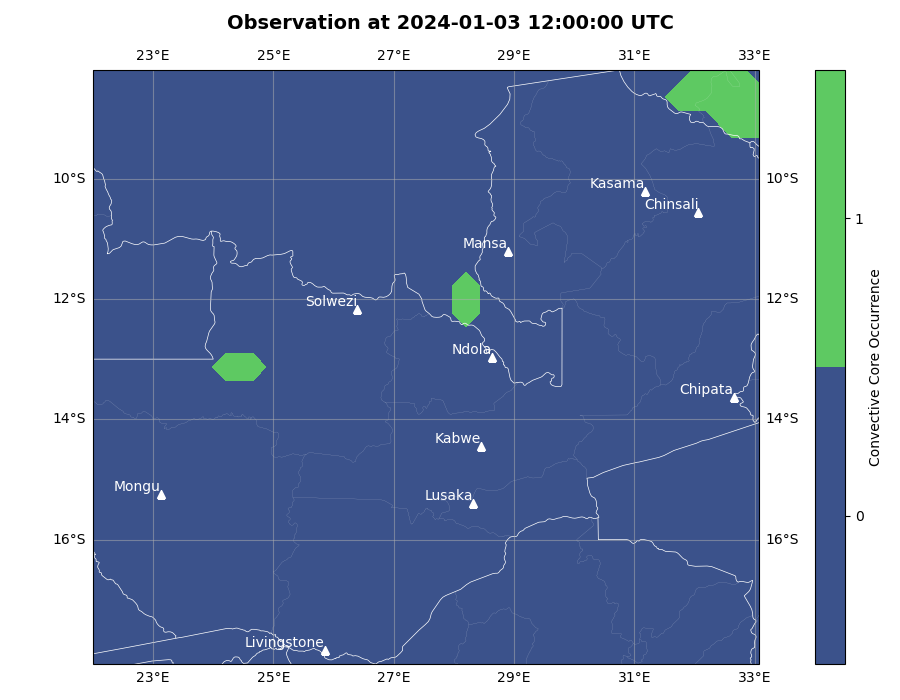 Observation at 2024-01-03 12:00:00 UTC
23°E 25°E 27°E 29°E 31°E 33°E
10°S 10°S
Kasama
Chinsali
Mansa
12°S 12°S
Solwezi
Ndola
Chipata
14°S 14°S
Kabwe
Mongu
Lusaka
16°S 16°S
Livingstone
23°E 25°E 27°E 29°E 31°E 33°E
1
0
Convective Core Occurrence